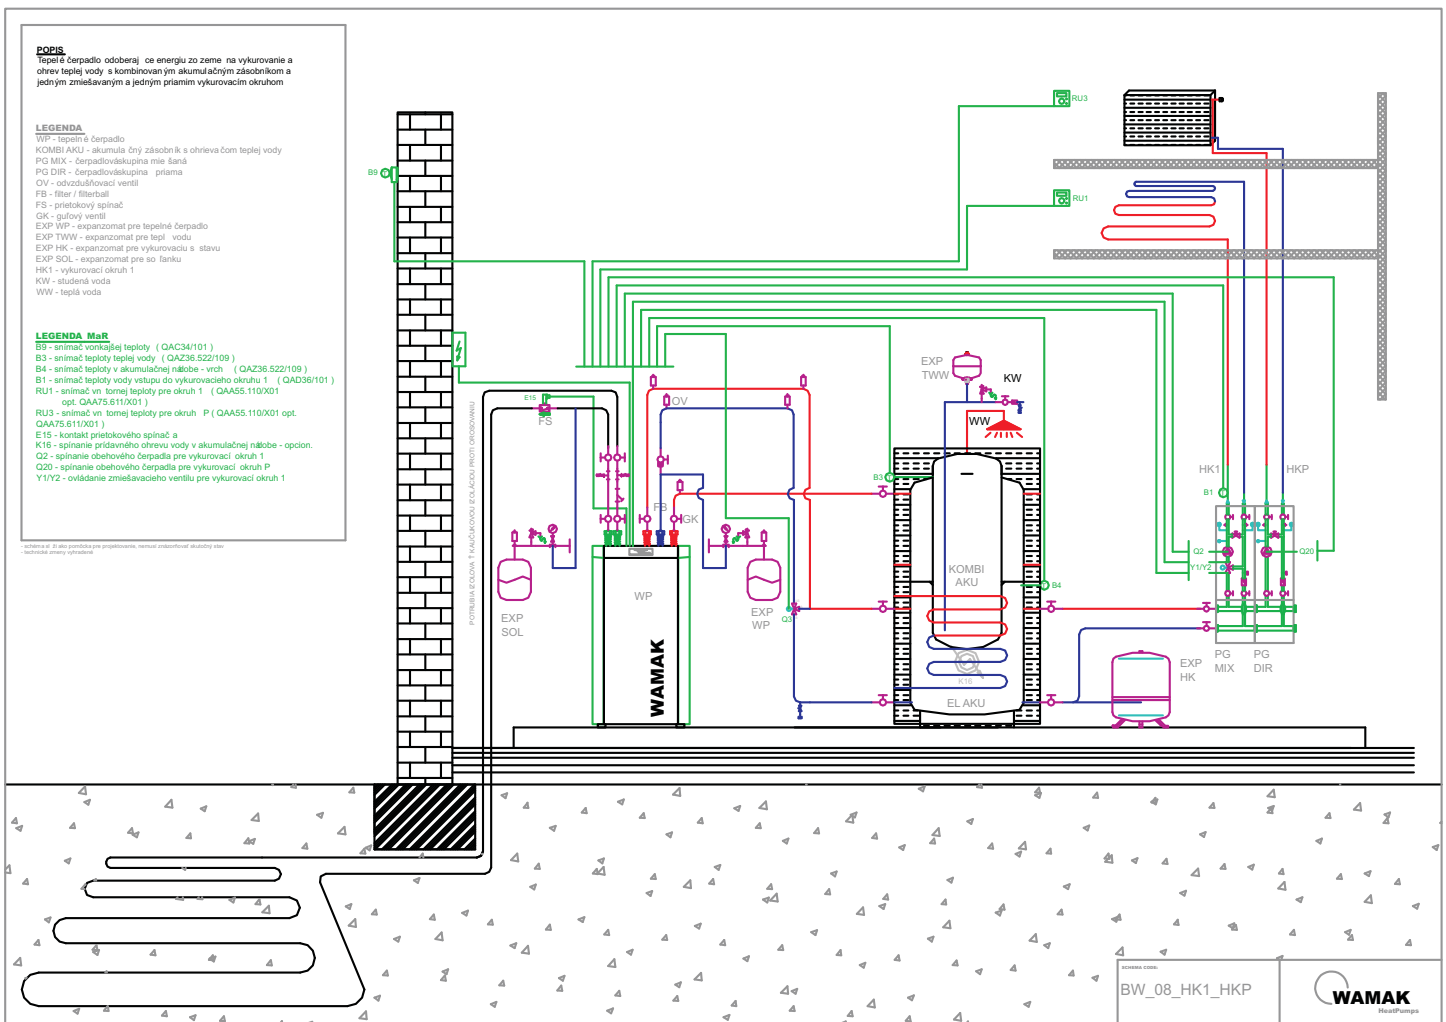 POPIS
Tepelé čerpadlo odoberaj ce energiu zo zeme na vykurovanie a
ohrev teplej vody s kombinovaným akumulačným zásobníkom a
jedným zmiešavaným a jedným priamim vykurovacím okruhom
LEGENDA
WP - tepelné čerpadlo
KOMBI AKU - akumula čný zásobník s ohrieva čom teplej vody
PG MIX - čerpadlováskupina mie šaná
PG DIR - čerpadlováskupina priama
OV - odvzdušňovací ventil
FB - filter / filterball
FS - prietokový spínač
GK - guľový ventil
EXP WP - expanzomat pre tepelné čerpadlo
EXP TWW - expanzomat pre tepl vodu
EXP HK - expanzomat pre vykurovaciu s stavu
EXP SOL - expanzomat pre so ľanku
HK1 - vykurovací okruh 1
KW - studená voda
WW - teplá voda
LEGENDA MaR
B9 - snímač vonkajšej teploty ( QAC34/101 )
B3 - snímač teploty teplej vody ( QAZ36.522/109 )
B4 - snímač teploty v akumulačnej nádobe - vrch ( QAZ36.522/109 )
B1 - snímač teploty vody vstupu do vykurovacieho okruhu 1 ( QAD36/101 )
RU1 - snímač vn tornej teploty pre okruh 1 ( QAA55.110/X01
opt. QAA75.611/X01 )
RU3 - snímač vn tornej teploty pre okruh P ( QAA55.110/X01 opt.
QAA75.611/X01 )
E15 - kontakt prietokového spínač a
K16 - spínanie prídavného ohrevu vody v akumulačnej nádobe - opcion.
Q2 - spínanie obehového čerpadla pre vykurovací okruh 1
Q20 - spínanie obehového čerpadla pre vykurovací okruh P
Y1/Y2 - ovládanie zmiešavacieho ventilu pre vykurovací okruh 1
- technické zmeny vyhradené
B9
RU3
RU1
EXP
TWW
KW
WW
E15
FS
OV
FB
GK
B3
B4
HK1
HKP
B1
Q2
Q20
Y1/Y2
Q3
KOMBI
AKU
K16
EL AKU
EXP
SOL
WP
WAMAK
EXP
WP
EXP
HK
PG
MIX
PG
DIR
SCHEMA CODE:
BW_08_HK1_HKP
WAMAK
HeatPumps